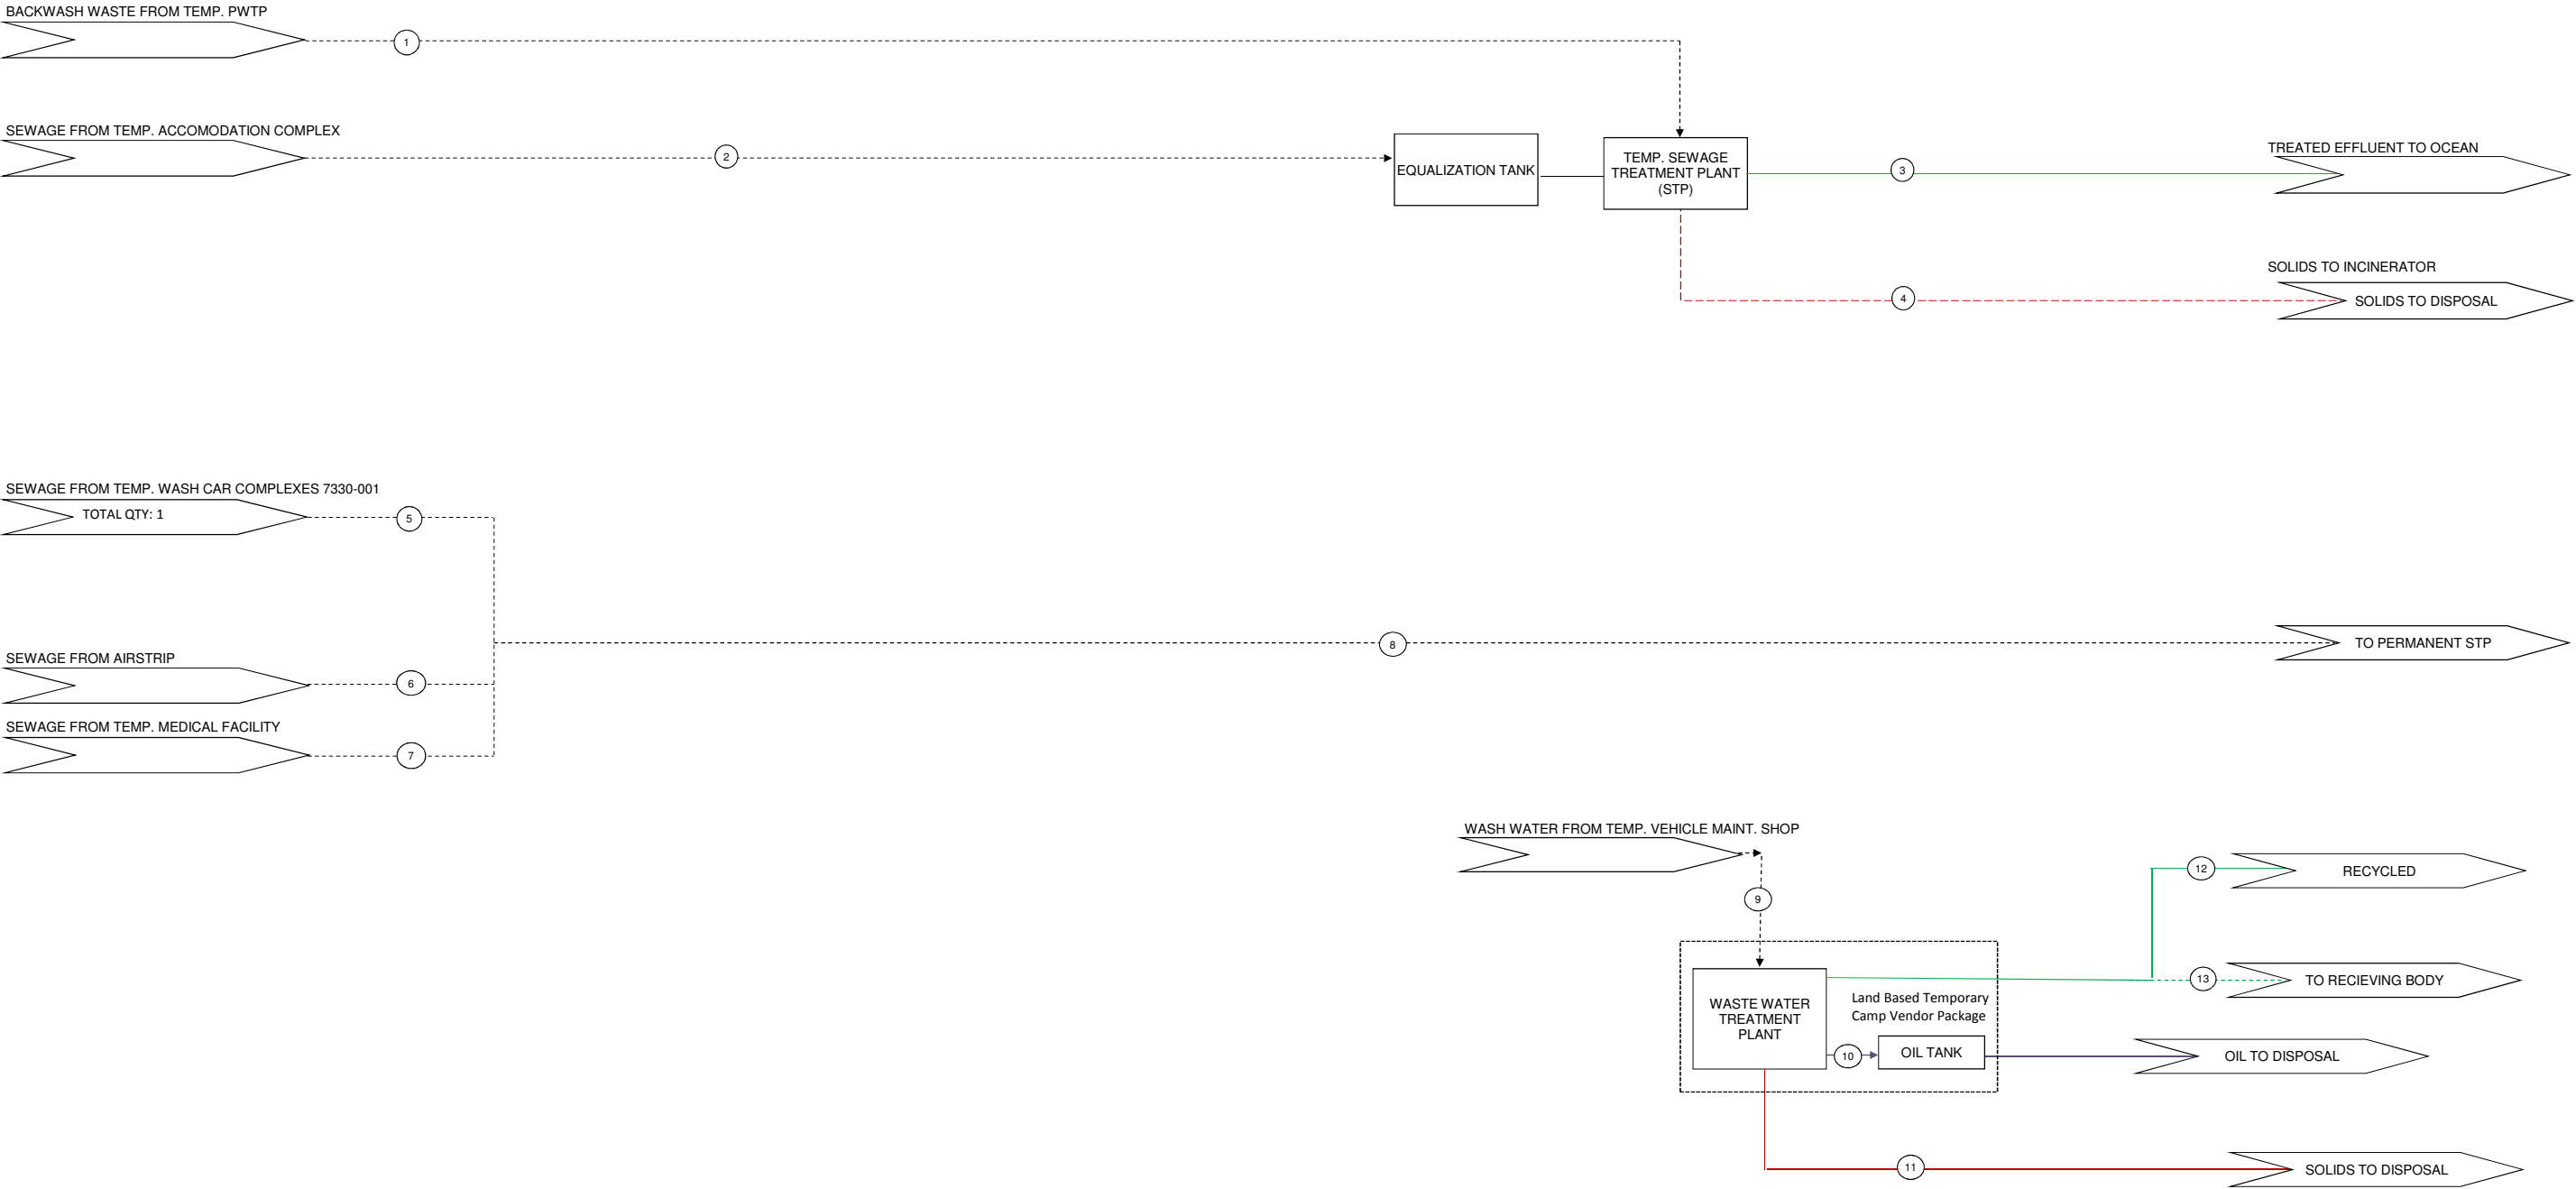 BACKWASH WASTE FROM TEMP. PWTP
1
SEWAGE FROM TEMP. ACCOMODATION COMPLEX
2
EQUALIZATION TANK
TEMP. SEWAGE
TREATMENT PLANT
(STP)
3
TREATED EFFLUENT TO OCEAN
SOLIDS TO INCINERATOR
4
SOLIDS TO DISPOSAL
SEWAGE FROM TEMP. WASH CAR COMPLEXES 7330-001
TOTAL QTY: 1
5
8
TO PERMANENT STP
SEWAGE FROM AIRSTRIP
6
SEWAGE FROM TEMP. MEDICAL FACILITY
7
WASH WATER FROM TEMP. VEHICLE MAINT. SHOP
9
12
RECYCLED
13
TO RECIEVING BODY
WASTE WATER
TREATMENT
PLANT
Land Based Temporary
Camp Vendor Package
10
OIL TANK
OIL TO DISPOSAL
11
SOLIDS TO DISPOSAL